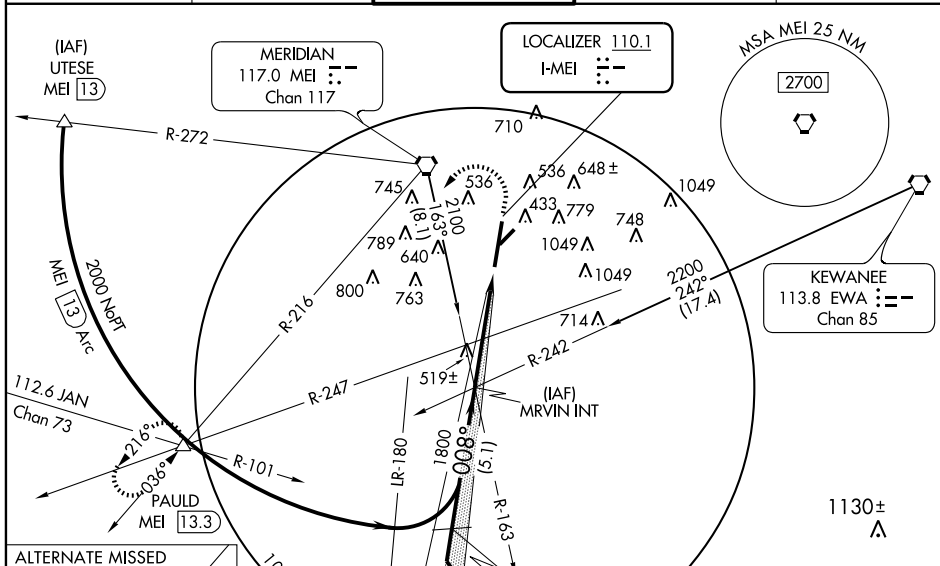 (IAF)
UTESE
MEI 13
MERIDIAN
117.0 MEI
Chan 117
LOCALIZER 110.1
I-MEI
MSA MEI 25 NM
2700
R-272
710
536
648±
1049
745
536
433
779
748
163°
(8.1)
2100
789
640
1049
800
763
1049
2200
242°
(17.4)
KEWANEE
113.8 EWA
Chan 85
2000 NoPT
MEI 13 Arc
R-216
714
R-242
R-247
519±
(IAF)
MRVIN INT
112.6 JAN
Chan 73
216°
036°
R-101
LR-180
1800
008°
(5.1)
R-163
PAULD
MEI 13.3
1130±
ALTERNATE MISSED
10